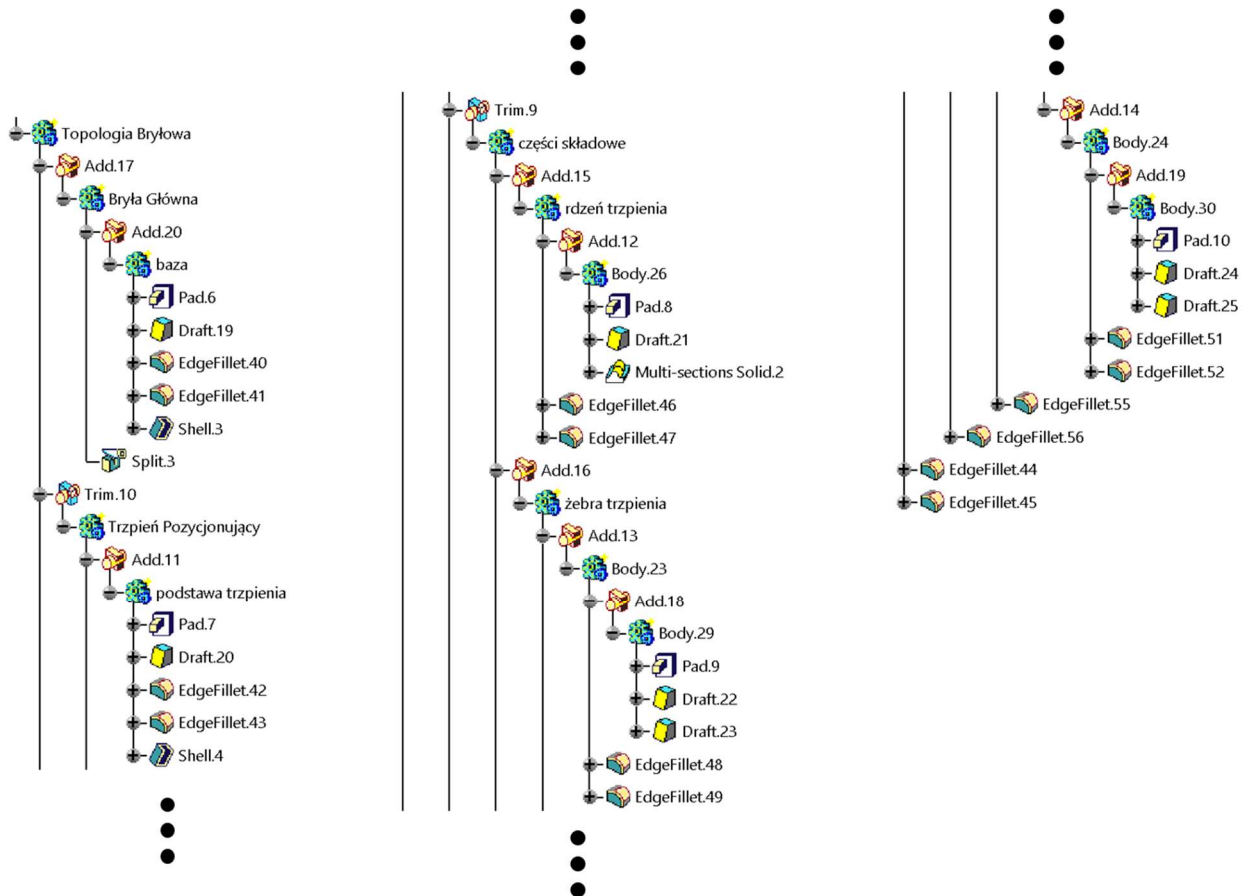 Topologia Bryłowa
Add.17
Bryła Główna
Add.20
baza
Pad.6
Draft.19
EdgeFillet.40
EdgeFillet.41
Shell.3
Split.3
Trim.10
Trzpień Pozycjonujący
Add.11
podstawa trzpienia
Pad.7
Draft.20
EdgeFillet.42
EdgeFillet.43
Shell.4
Trim.9
części składowe
Add.15
rdzeń trzpienia
Add.12
Body.26
Pad.8
Draft.21
Multi-sections Solid.2
EdgeFillet.46
EdgeFillet.47
Add.16
żebra trzpienia
Add.13
Body.23
Add.18
Body.29
Pad.9
Draft.22
Draft.23
EdgeFillet.48
EdgeFillet.49
Add.14
Body.24
Add.19
Body.30
Pad.10
Draft.24
Draft.25
EdgeFillet.51
EdgeFillet.52
EdgeFillet.55
EdgeFillet.56
EdgeFillet.44
EdgeFillet.45